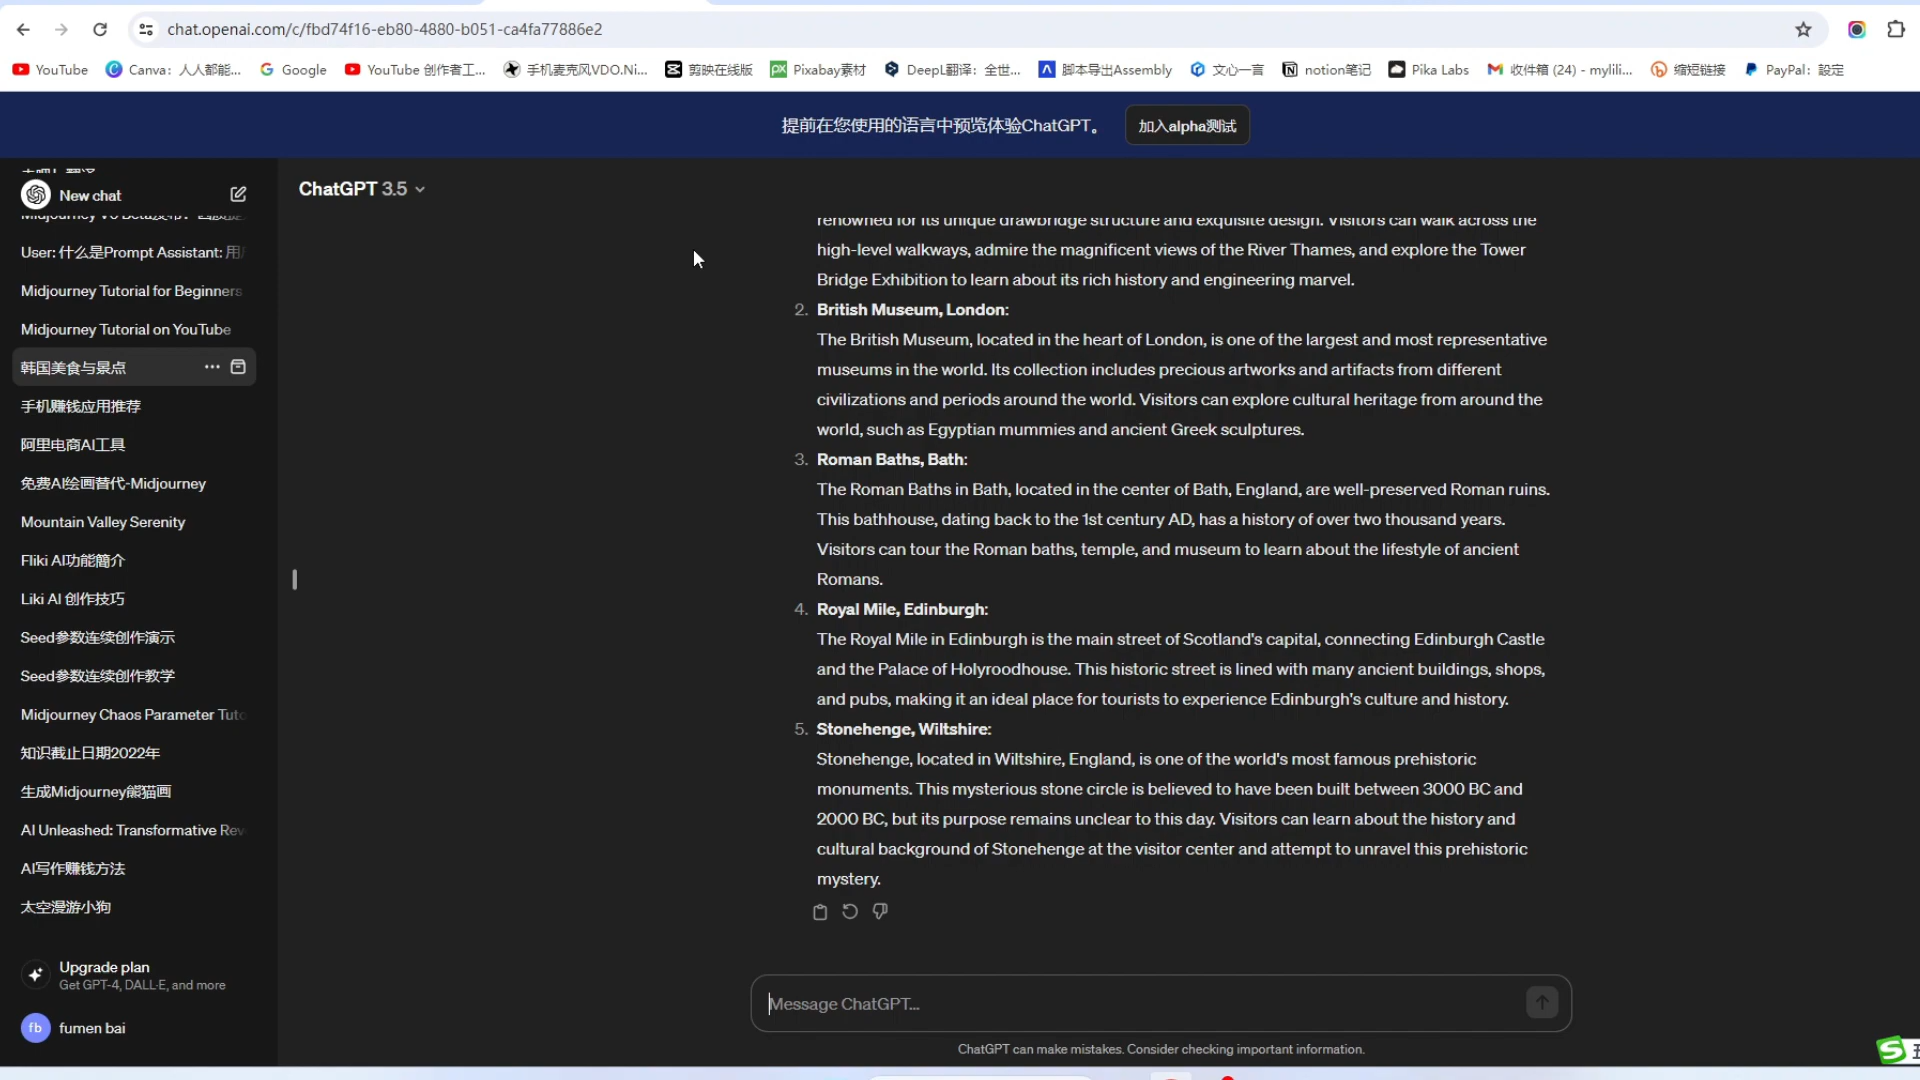 chat.openai.com/c/fbd74f16-eb80-4880-b051-ca4fa77886e2
YouTube
Canva：人人都能...
Google
YouTube 创作者工...
手机麦克风VDO.Ni...
剪映在线版
Pixabay素材
DeepL翻译：全世...
脚本导出Assembly
文心一言
notion笔记
Pika Labs
收件箱 (24) - mylili...
缩短链接
PayPal：設定
提前在您使用的语言中预览体验ChatGPT。
加入alpha测试
New chat
User: 什么是Prompt Assistant: 用
Midjourney Tutorial for Beginners
Midjourney Tutorial on YouTube
韩国美食与景点
手机赚钱应用推荐
阿里电商AI工具
免费AI绘画替代-Midjourney
Mountain Valley Serenity
Fliki AI功能簡介
Liki AI 创作技巧
Seed参数连续创作演示
Seed参数连续创作教学
Midjourney Chaos Parameter Tuto
知识截止日期2022年
生成Midjourney熊猫画
AI Unleashed: Transformative Rev
AI写作赚钱方法
太空漫游小狗
Upgrade plan
Get GPT-4, DALL·E, and more
fb
fumen bai
ChatGPT 3.5
renowned for its unique drawbridge structure and exquisite design. Visitors can walk across the
high-level walkways, admire the magnificent views of the River Thames, and explore the Tower
Bridge Exhibition to learn about its rich history and engineering marvel.
2. British Museum, London:
The British Museum, located in the heart of London, is one of the largest and most representative
museums in the world. Its collection includes precious artworks and artifacts from different
civilizations and periods around the world. Visitors can explore cultural heritage from around the
world, such as Egyptian mummies and ancient Greek sculptures.
3. Roman Baths, Bath:
The Roman Baths in Bath, located in the center of Bath, England, are well-preserved Roman ruins.
This bathhouse, dating back to the 1st century AD, has a history of over two thousand years.
Visitors can tour the Roman baths, temple, and museum to learn about the lifestyle of ancient
Romans.
4. Royal Mile, Edinburgh:
The Royal Mile in Edinburgh is the main street of Scotland's capital, connecting Edinburgh Castle
and the Palace of Holyroodhouse. This historic street is lined with many ancient buildings, shops,
and pubs, making it an ideal place for tourists to experience Edinburgh's culture and history.
5. Stonehenge, Wiltshire:
Stonehenge, located in Wiltshire, England, is one of the world's most famous prehistoric
monuments. This mysterious stone circle is believed to have been built between 3000 BC and
2000 BC, but its purpose remains unclear to this day. Visitors can learn about the history and
cultural background of Stonehenge at the visitor center and attempt to unravel this prehistoric
mystery.
Message ChatGPT...
ChatGPT can make mistakes. Consider checking important information.